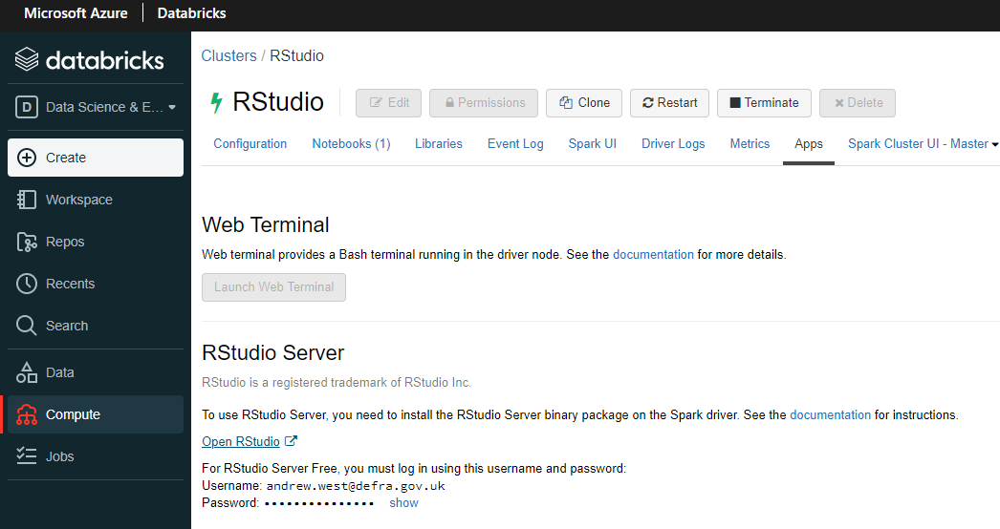 Microsoft Azure Databricks
databricks
D Data Science & E...
Create
Workspace
Repos
Recents
Search
Data
Compute
Jobs
Clusters / RStudio
RStudio Edit Permissions Clone Restart Terminate Delete
Configuration Notebooks (1) Libraries Event Log Spark UI Driver Logs Metrics Apps Spark Cluster UI - Master
Web Terminal
Web terminal provides a Bash terminal running in the driver node. See the documentation for more details.
Launch Web Terminal
RStudio Server
RStudio is a registered trademark of RStudio Inc.
To use RStudio Server, you need to install the RStudio Server binary package on the Spark driver. See the documentation for instructions.
Open RStudio
For RStudio Server Free, you must log in using this username and password:
Username: andrew.west@defra.gov.uk
Password: ••••••••••••••• show